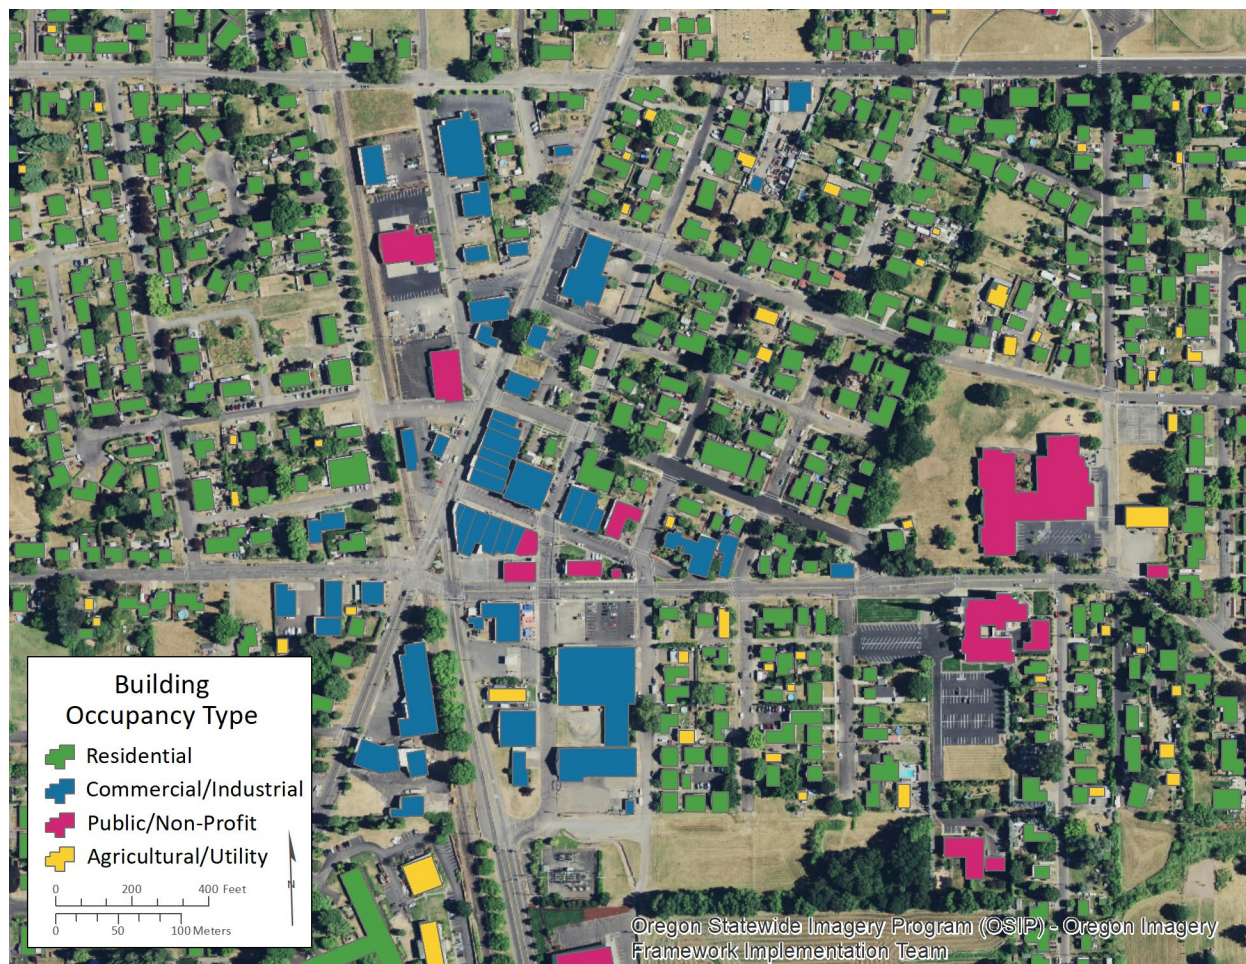 Building
Occupancy Type
Residential
Commercial/Industrial
Public/Non-Profit
Agricultural/Utility
0 200 400 Feet
N
0 50 100 Meters
Oregon Statewide Imagery Program (OSIP) - Oregon Imagery
Framework Implementation Team